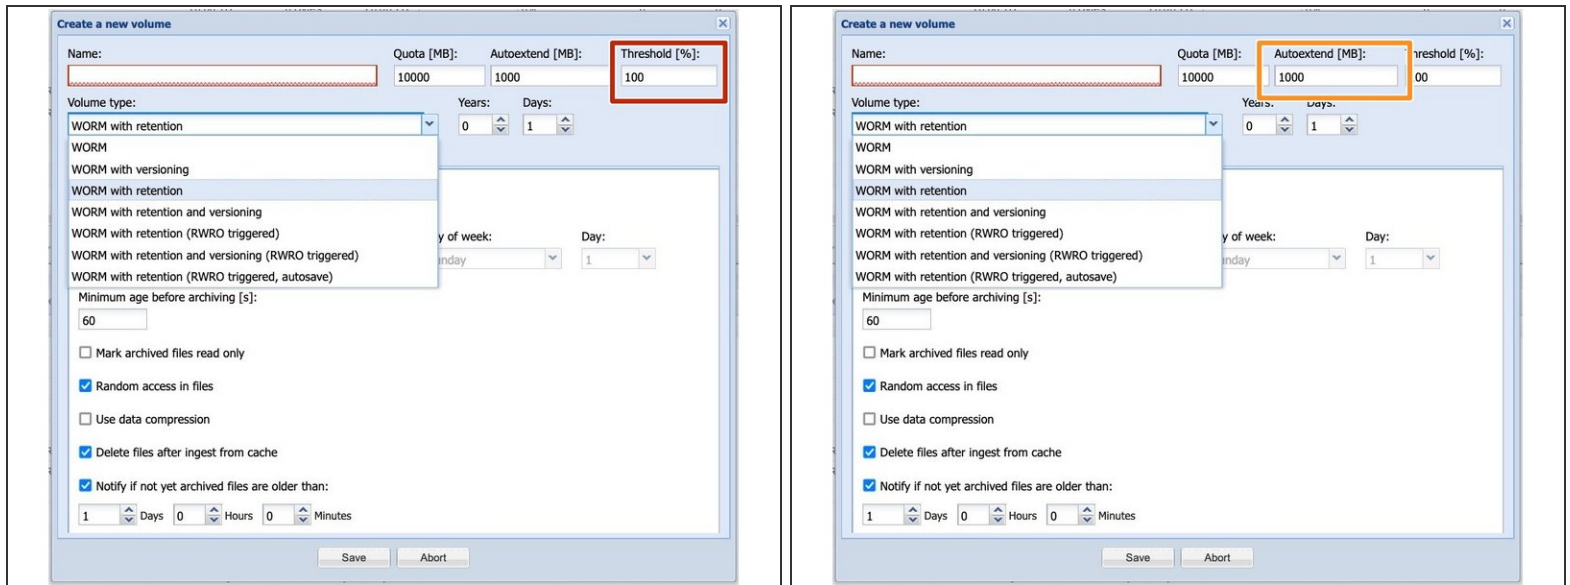 Create a new volume
Name: Quota [MB]: Autoextend [MB]: Threshold [%]:
10000 1000 100
Volume type: Years: Days:
WORM with retention 0 1
WORM
WORM with versioning
WORM with retention
WORM with retention and versioning
WORM with retention (RWRO triggered) y of week: Day:
WORM with retention and versioning (RWRO triggered) nday 1
WORM with retention (RWRO triggered, autosave)
Minimum age before archiving [s]:
60
Mark archived files read only
Random access in files
Use data compression
Delete files after ingest from cache
Notify if not yet archived files are older than:
1 Days 0 Hours 0 Minutes
Save Abort
Create a new volume
Name: Quota [MB]: Autoextend [MB]: reshold [%]:
10000 1000 00
Volume type: Years: Days:
WORM with retention 0 1
WORM
WORM with versioning
WORM with retention
WORM with retention and versioning
WORM with retention (RWRO triggered) y of week: Day:
WORM with retention and versioning (RWRO triggered) nday 1
WORM with retention (RWRO triggered, autosave)
Minimum age before archiving [s]:
60
Mark archived files read only
Random access in files
Use data compression
Delete files after ingest from cache
Notify if not yet archived files are older than:
1 Days 0 Hours 0 Minutes
Save Abort